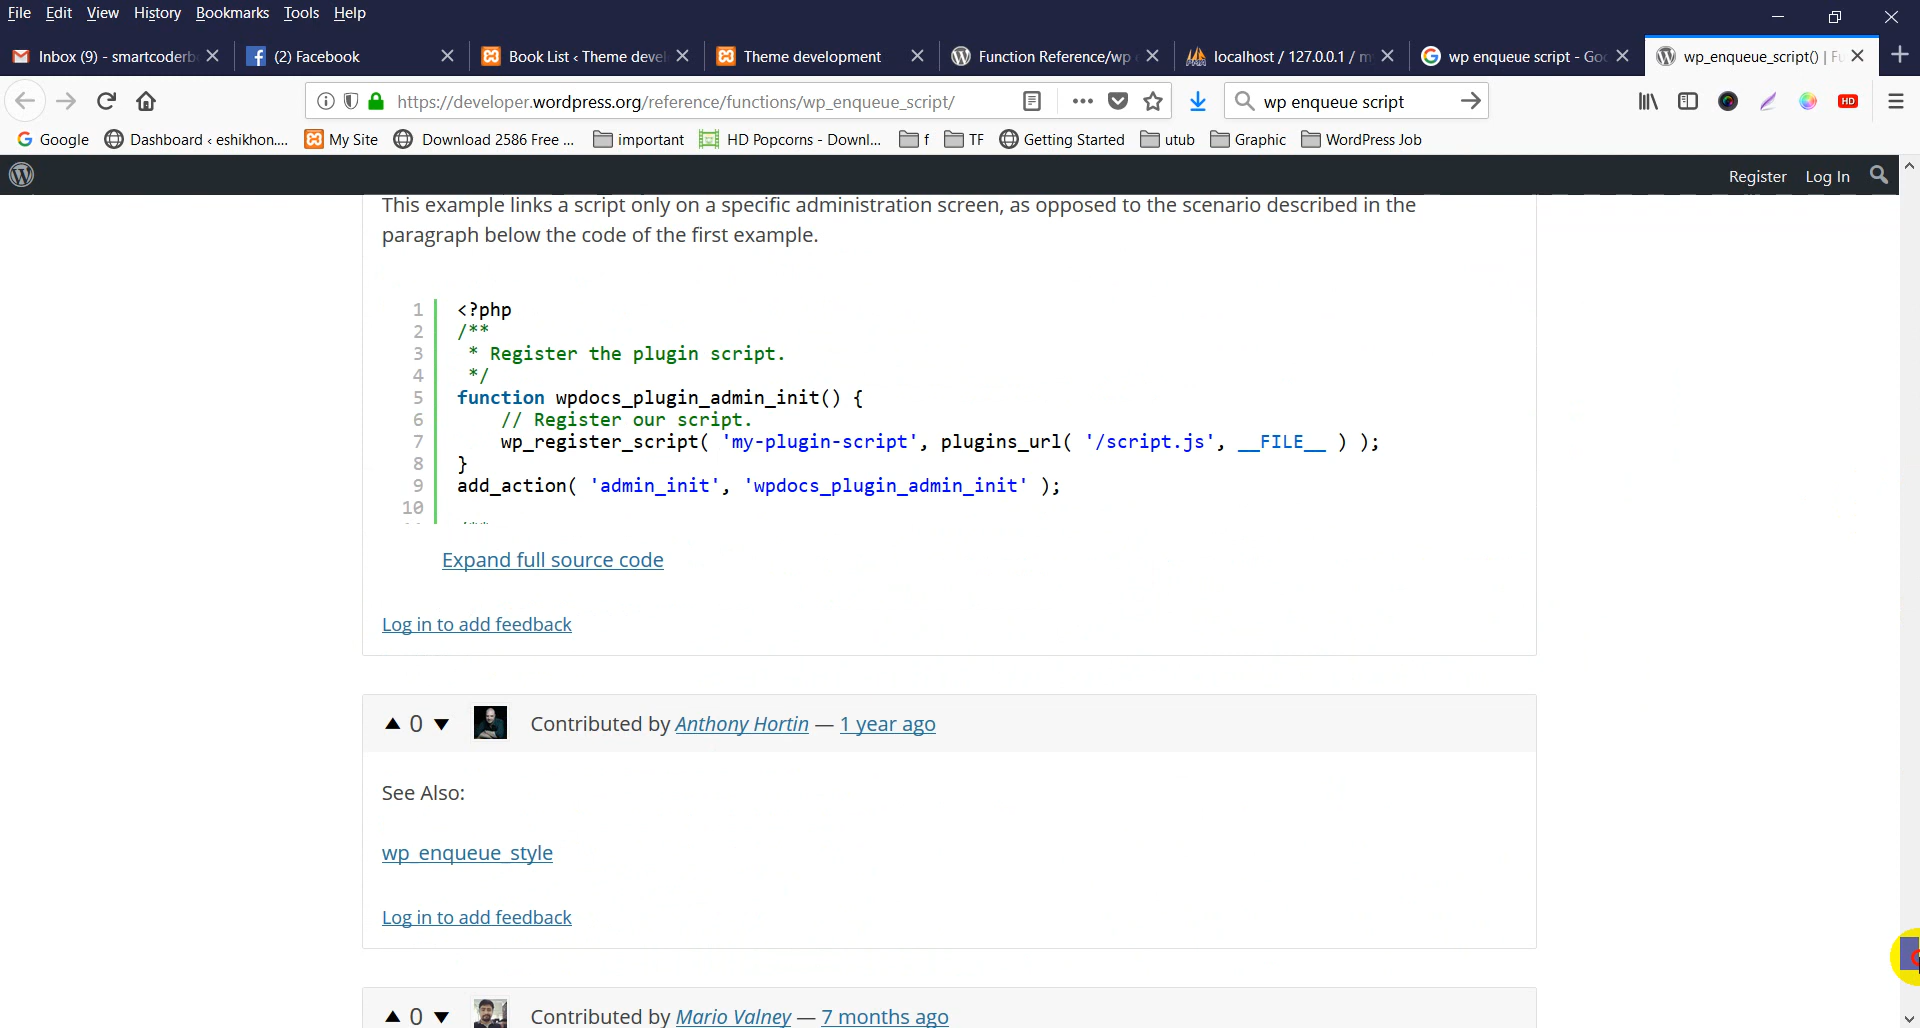 File Edit View History Bookmarks Tools Help
Inbox (9) - smartcoderb
(2) Facebook
Book List ‹ Theme devel
Theme development
Function Reference/wp
localhost / 127.0.0.1 / m
wp enqueue script - Goo
wp_enqueue_script() | Fu
https://developer.wordpress.org/reference/functions/wp_enqueue_script/
wp enqueue script
HD
Google Dashboard ‹ eshikhon.... My Site Download 2586 Free ... important HD Popcorns - Downl... f TF Getting Started utub Graphic WordPress Job
Register Log In
This example links a script only on a specific administration screen, as opposed to the scenario described in the
paragraph below the code of the first example.
1 <?php
2 /**
3 * Register the plugin script.
4 */
5 function wpdocs_plugin_admin_init() {
6 // Register our script.
7 wp_register_script( 'my-plugin-script', plugins_url( '/script.js', __FILE__ ) );
8 }
9 add_action( 'admin_init', 'wpdocs_plugin_admin_init' );
10
Expand full source code
Log in to add feedback
0 Contributed by Anthony Hortin — 1 year ago
See Also:
wp_enqueue_style
Log in to add feedback
0 Contributed by Mario Valney — 7 months ago